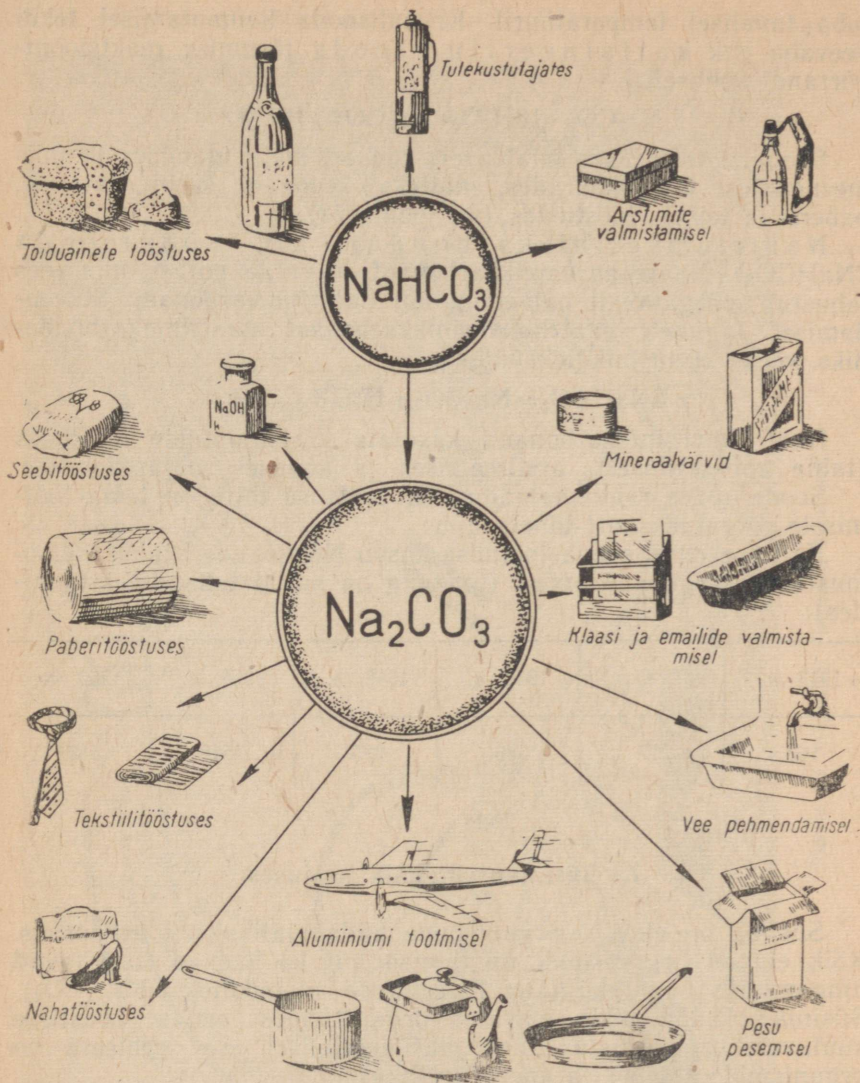 Tulekustutajates
Toiduainete tööstuses
Arstimite
valmistamisel
NaHCO₃
NaOH
Seebitööstuses
Mineraalvärvid
Paberitööstuses
Na₂CO₃
Klaasi ja emailide valmista-
misel
Tekstiilitööstuses
Vee pehmendamisel
Alumiiniumi tootmisel
Nahatööstuses
Pesu
pesemisel